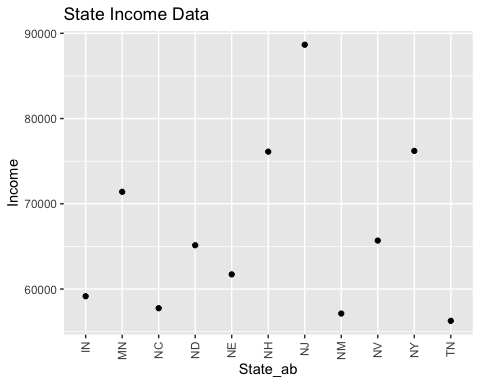 State Income Data
90000
80000
70000
60000
Income
IN
MN
NC
ND
NE
NH
NJ
NM
NV
NY
TN
State_ab